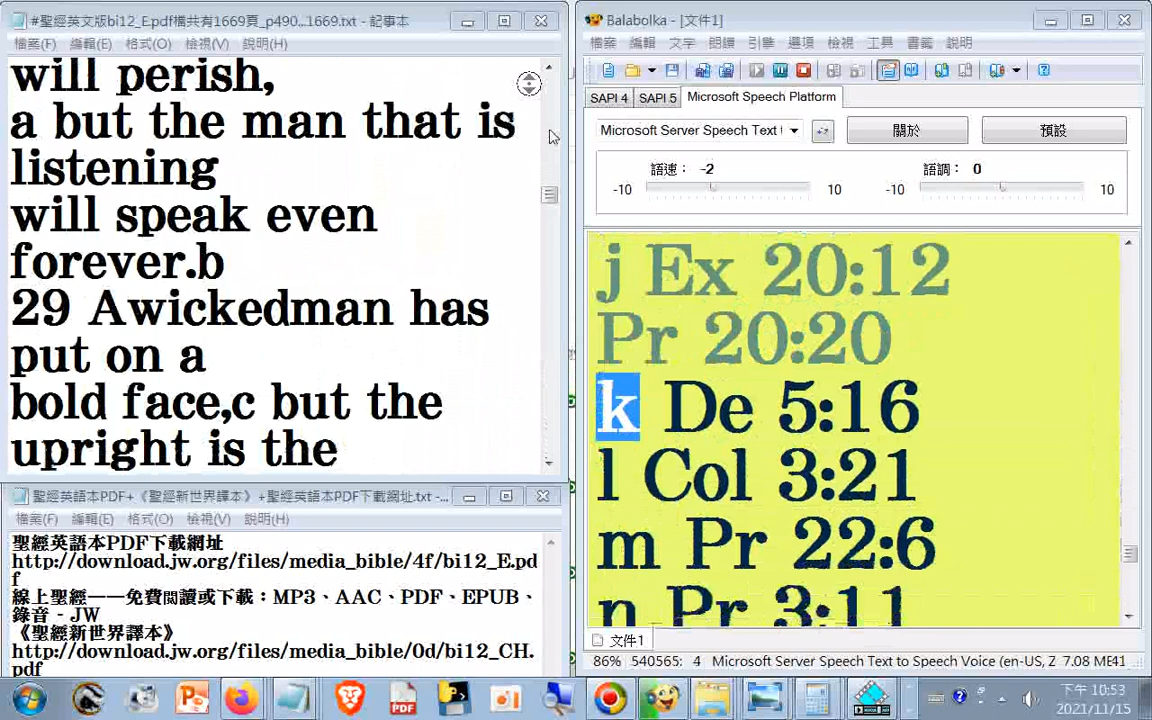 #聖經英文版bi12_E.pdf檔共有1669頁_p490...1669.txt - 記事本
檔案(F) 編輯(E) 格式(O) 檢視(V) 說明(H)
will perish,
a but the man that is
listening
will speak even
forever.b
29 Awickedman has
put on a
bold face,c but the
upright is the
聖經英語本PDF+《聖經新世界譯本》+聖經英語本PDF下載網址.txt -...
檔案(F) 編輯(E) 格式(O) 檢視(V) 說明(H)
聖經英語本PDF下載網址
http://download.jw.org/files/media_bible/4f/bi12_E.pd
f
線上聖經──免費閱讀或下載：MP3、AAC、PDF、EPUB、
錄音 - JW
《聖經新世界譯本》
http://download.jw.org/files/media_bible/0d/bi12_CH.
pdf
Balabolka - [文件1]
檔案 編輯 文字 朗讀 引擎 選項 檢視 工具 書籤 說明
SAPI 4 SAPI 5 Microsoft Speech Platform
Microsoft Server Speech Text 關於 預設
語速： -2 語調： 0
-10 10 -10 10
j Ex 20:12
Pr 20:20
k De 5:16
l Col 3:21
m Pr 22:6
n Pr 3:11
文件1
86% 540565: 4 Microsoft Server Speech Text to Speech Voice (en-US, Z 7.08 ME41
PDF
下午 10:53
2021/11/15